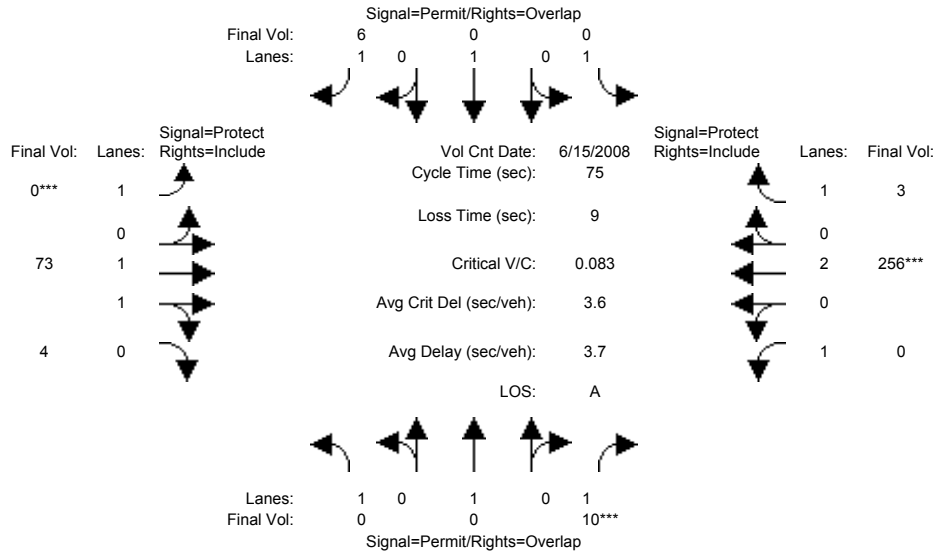 Signal=Permit/Rights=Overlap
Final Vol: 6 0 0
Lanes: 1 0 1 0 1
Signal=Protect Signal=Protect
Final Vol: Lanes: Rights=Include Vol Cnt Date: 6/15/2008 Rights=Include Lanes: Final Vol:
Cycle Time (sec): 75
0*** 1 1 3
Loss Time (sec): 9
0 0
73 1 Critical V/C: 0.083 2 256***
1 Avg Crit Del (sec/veh): 3.6 0
4 0 Avg Delay (sec/veh): 3.7 1 0
LOS: A
Lanes: 1 0 1 0 1
Final Vol: 0 0 10***
Signal=Permit/Rights=Overlap